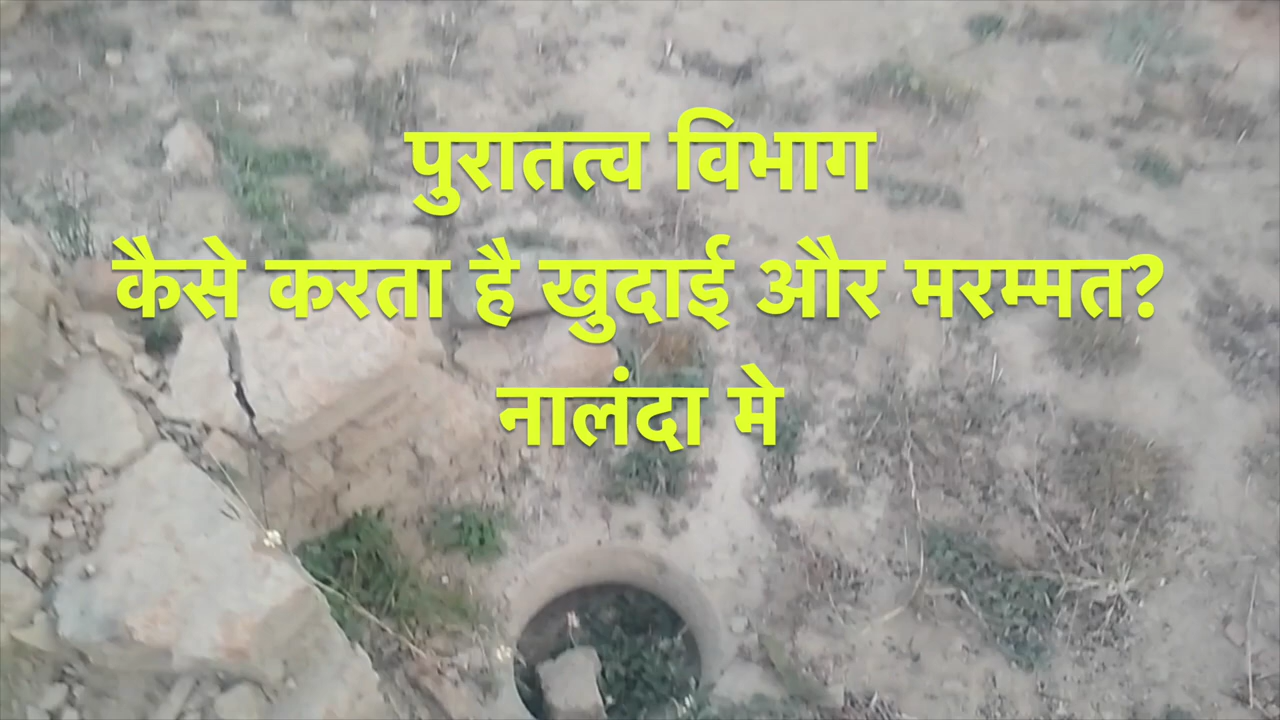 पुरातत्व विभाग
कैसे करता है खुदाई और मरम्मत?
नालंदा मे